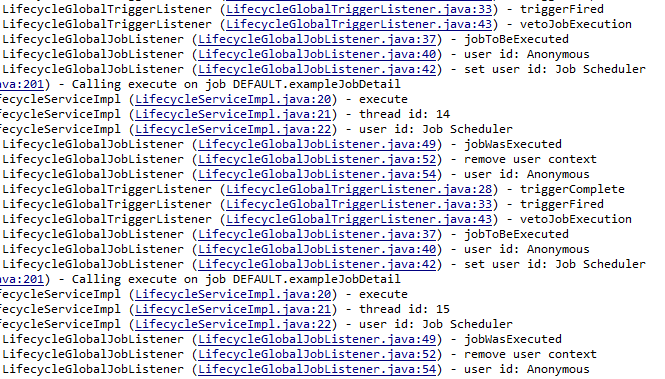 LifecycleGlobalTriggerListener (LifecycleGlobalTriggerListener.java:33) - triggerFired
LifecycleGlobalTriggerListener (LifecycleGlobalTriggerListener.java:43) - vetoJobExecution
LifecycleGlobalJobListener (LifecycleGlobalJobListener.java:37) - jobToBeExecuted
LifecycleGlobalJobListener (LifecycleGlobalJobListener.java:40) - user id: Anonymous
LifecycleGlobalJobListener (LifecycleGlobalJobListener.java:42) - set user id: Job Scheduler
ava:201) - Calling execute on job DEFAULT.exampleJobDetail
fecycleServiceImpl (LifecycleServiceImpl.java:20) - execute
fecycleServiceImpl (LifecycleServiceImpl.java:21) - thread id: 14
fecycleServiceImpl (LifecycleServiceImpl.java:22) - user id: Job Scheduler
LifecycleGlobalJobListener (LifecycleGlobalJobListener.java:49) - jobWasExecuted
LifecycleGlobalJobListener (LifecycleGlobalJobListener.java:52) - remove user context
LifecycleGlobalJobListener (LifecycleGlobalJobListener.java:54) - user id: Anonymous
LifecycleGlobalTriggerListener (LifecycleGlobalTriggerListener.java:28) - triggerComplete
LifecycleGlobalTriggerListener (LifecycleGlobalTriggerListener.java:33) - triggerFired
LifecycleGlobalTriggerListener (LifecycleGlobalTriggerListener.java:43) - vetoJobExecution
LifecycleGlobalJobListener (LifecycleGlobalJobListener.java:37) - jobToBeExecuted
LifecycleGlobalJobListener (LifecycleGlobalJobListener.java:40) - user id: Anonymous
LifecycleGlobalJobListener (LifecycleGlobalJobListener.java:42) - set user id: Job Scheduler
ava:201) - Calling execute on job DEFAULT.exampleJobDetail
fecycleServiceImpl (LifecycleServiceImpl.java:20) - execute
fecycleServiceImpl (LifecycleServiceImpl.java:21) - thread id: 15
fecycleServiceImpl (LifecycleServiceImpl.java:22) - user id: Job Scheduler
LifecycleGlobalJobListener (LifecycleGlobalJobListener.java:49) - jobWasExecuted
LifecycleGlobalJobListener (LifecycleGlobalJobListener.java:52) - remove user context
LifecycleGlobalJobListener (LifecycleGlobalJobListener.java:54) - user id: Anonymous